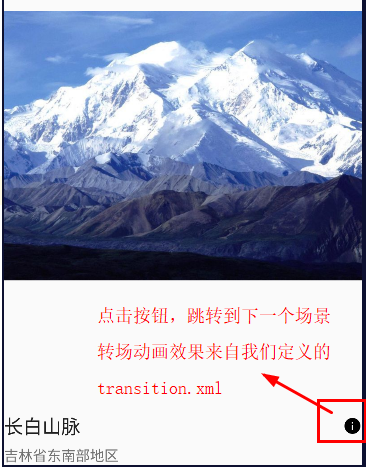 点击按钮，跳转到下一个场景
转场动画效果来自我们定义的
transition.xml
长白山脉
吉林省东南部地区